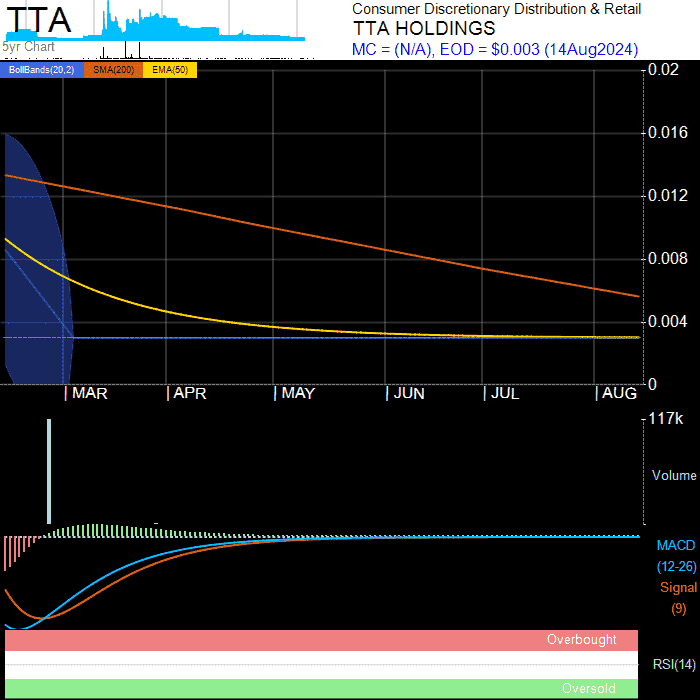 TTA
5yr Chart
Consumer Discretionary Distribution & Retail
TTA HOLDINGS
MC = (N/A), EOD = $0.003 (14Aug2024)
BollBands(20,2) SMA(200) EMA(50)
0.02
0.016
0.012
0.008
0.004
0
MAR APR MAY JUN JUL AUG
117k
Volume
MACD
(12-26)
Signal
(9)
Overbought
RSI(14)
Oversold